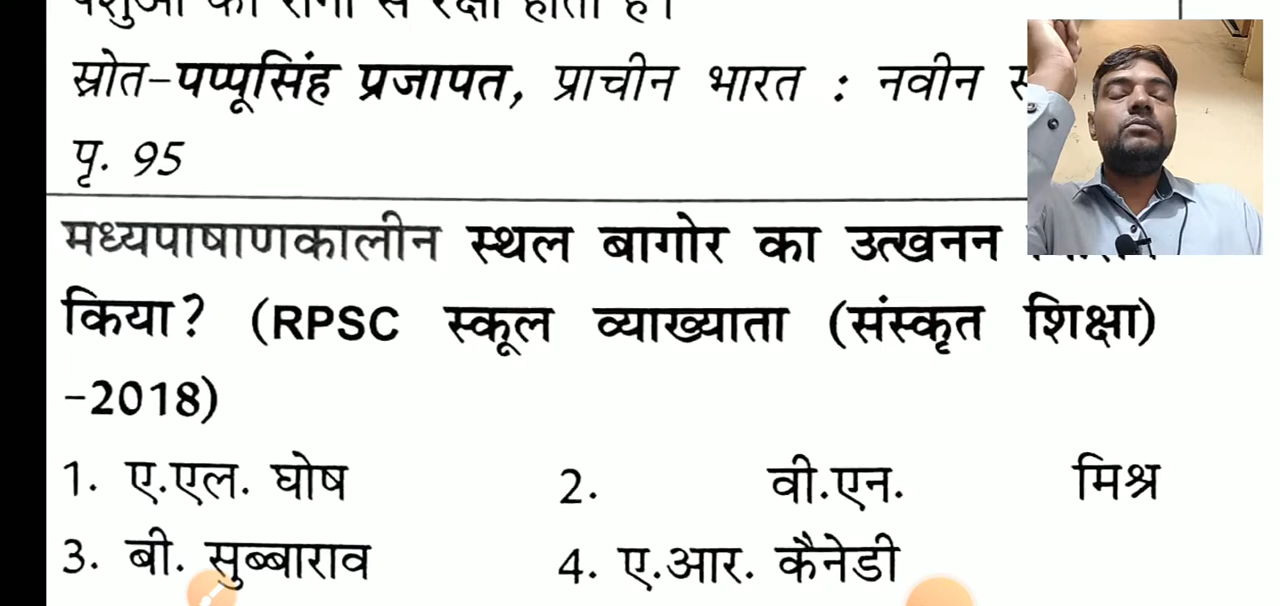 स्रोत-पप्पूसिंह प्रजापत, प्राचीन भारत : नवीन
पृ. 95
मध्यपाषाणकालीन स्थल बागोर का उत्खनन
किया? (RPSC स्कूल व्याख्याता (संस्कृत शिक्षा)
-2018)
1. ए.एल. घोष 2. वी.एन. मिश्र
3. बी. सुब्बाराव 4. ए.आर. कैनेडी